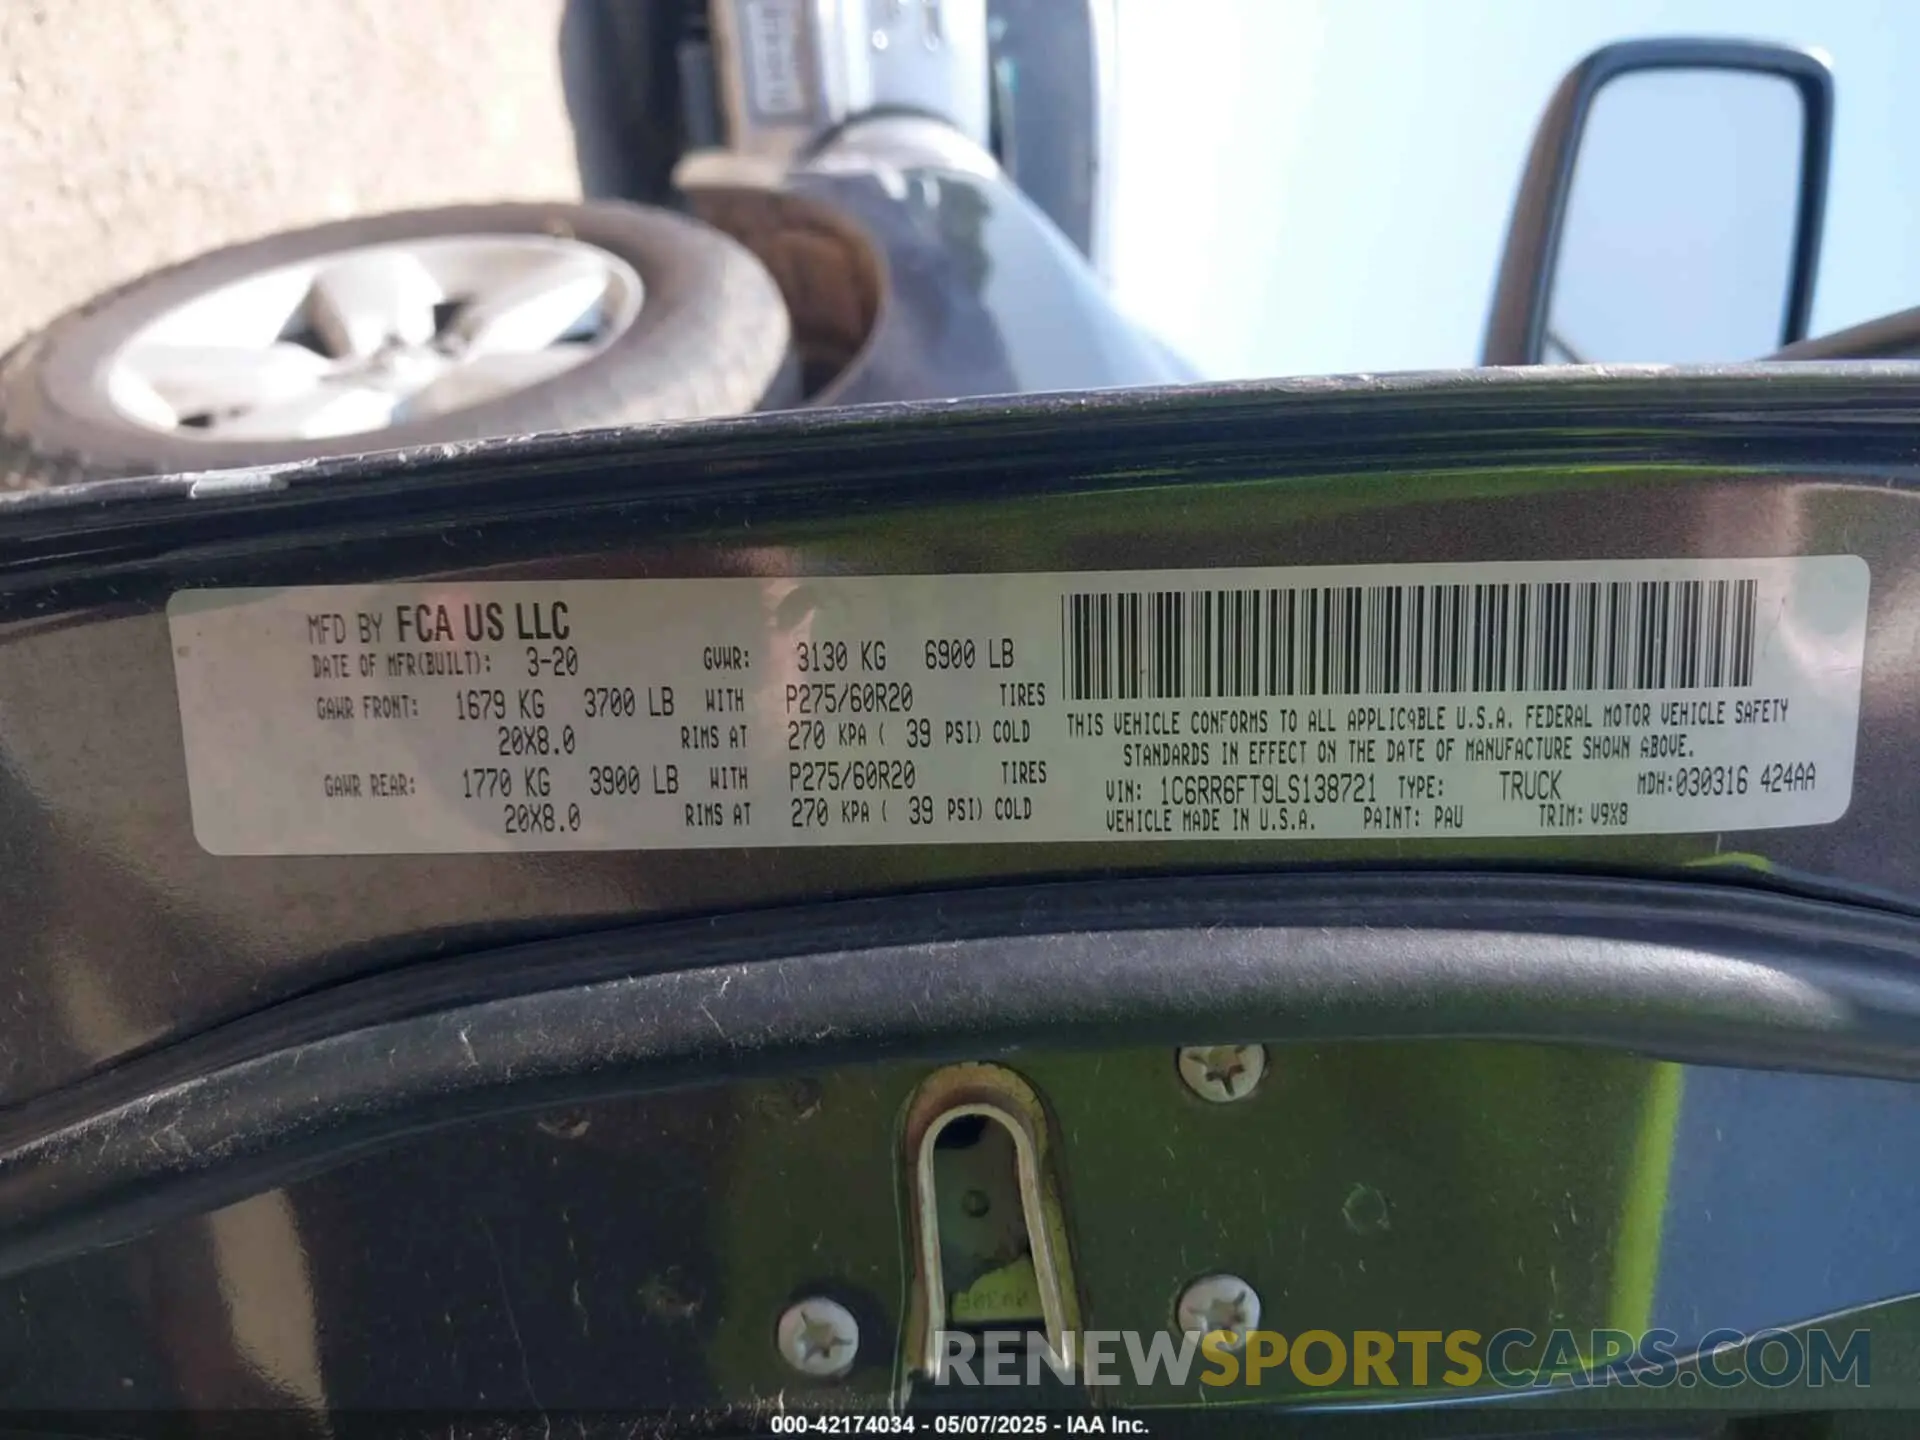 MFD BY FCA US LLC
DATE OF MFR(BUILT): 3-20 GVWR: 3130 KG 6900 LB
GAWR FRONT: 1679 KG 3700 LB WITH P275/60R20 TIRES
20X8.0 RIMS AT 270 KPA ( 39 PSI) COLD
GAWR REAR: 1770 KG 3900 LB WITH P275/60R20 TIRES
20X8.0 RIMS AT 270 KPA ( 39 PSI) COLD
THIS VEHICLE CONFORMS TO ALL APPLICABLE U.S.A. FEDERAL MOTOR VEHICLE SAFETY
STANDARDS IN EFFECT ON THE DATE OF MANUFACTURE SHOWN ABOVE.
VIN: 1C6RR6FT9LS138721 TYPE: TRUCK MDH:030316 424AA
VEHICLE MADE IN U.S.A. PAINT: PAU TRIM: V9X8
RENEWSPORTSCARS.COM
000-42174034 - 05/07/2025 - IAA Inc.